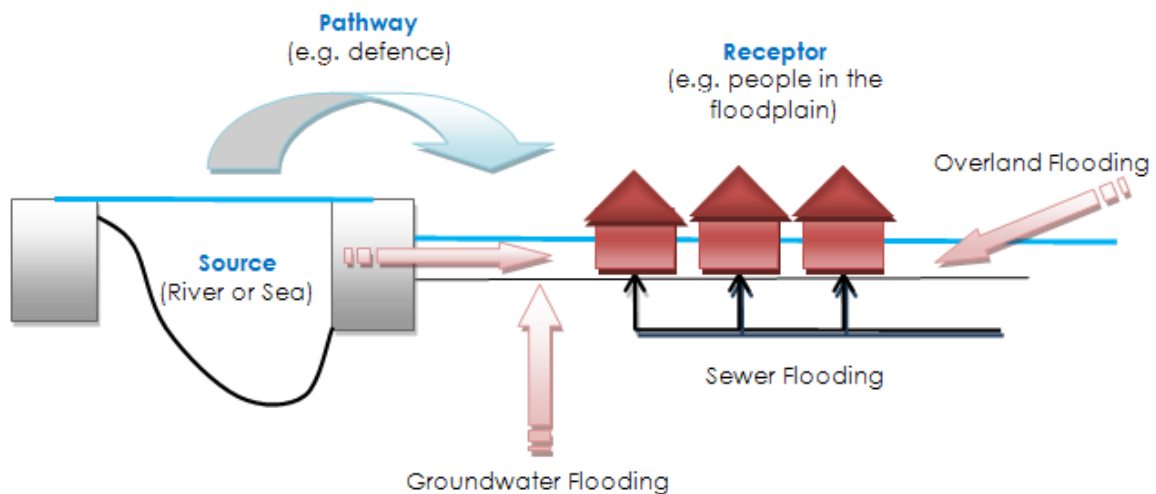 Pathway
(e.g. defence)
Receptor
(e.g. people in the
floodplain)
Overland Flooding
Source
(River or Sea)
Sewer Flooding
Groundwater Flooding